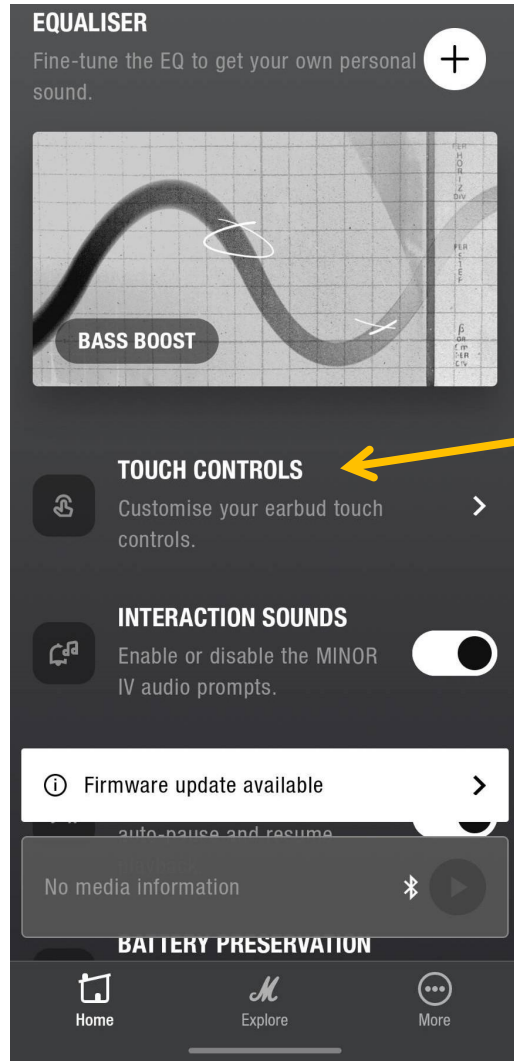 EQUALISER
Fine-tune the EQ to get your own personal
sound.
BASS BOOST
TOUCH CONTROLS
Customise your earbud touch
controls.
INTERACTION SOUNDS
Enable or disable the MINOR
IV audio prompts.
Firmware update available
auto-pause and resume
No media information
BATTERY PRESERVATION
Home
Explore
More